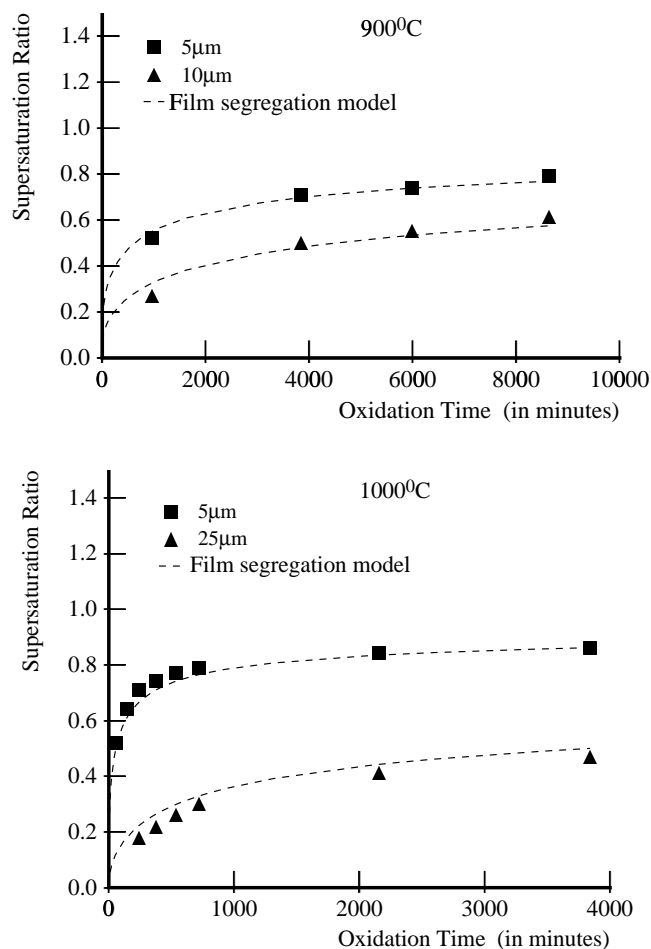 900⁰C
5μm
10μm
Film segregation model
Supersaturation Ratio
1.4
1.2
1.0
0.8
0.6
0.4
0.2
0.0
0 2000 4000 6000 8000 10000
Oxidation Time (in minutes)
1000⁰C
5μm
25μm
Film segregation model
Supersaturation Ratio
1.4
1.2
1.0
0.8
0.6
0.4
0.2
0.0
0 1000 2000 3000 4000
Oxidation Time (in minutes)